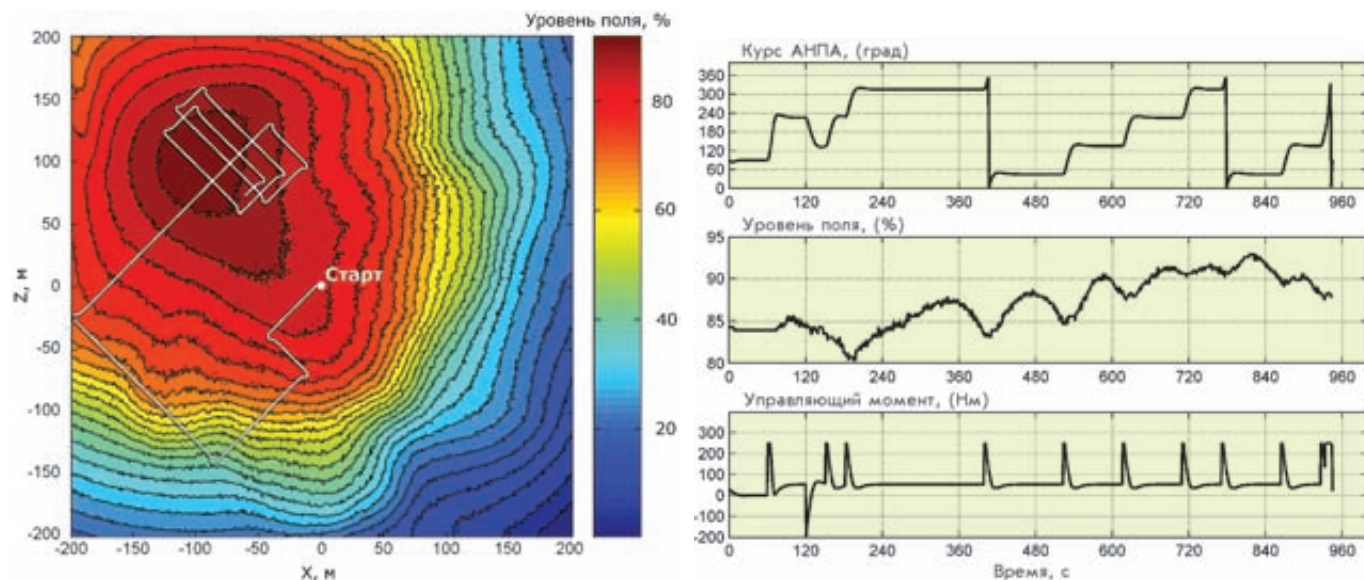 Уровень поля, %
200
150
100
50
0
-50
-100
-150
-200
-200 -150 -100 -50 0 50 100 150 200
Z, м
X, м
Старт
80
60
40
20
Курс АНПА, (град)
360
300
240
180
120
60
0
0 120 240 360 480 600 720 840 960
Уровень поля, (%)
95
90
85
80
0 120 240 360 480 600 720 840 960
Управляющий момент, (Нм)
300
200
100
0
-100
-200
0 120 240 360 480 600 720 840 960
Время, с